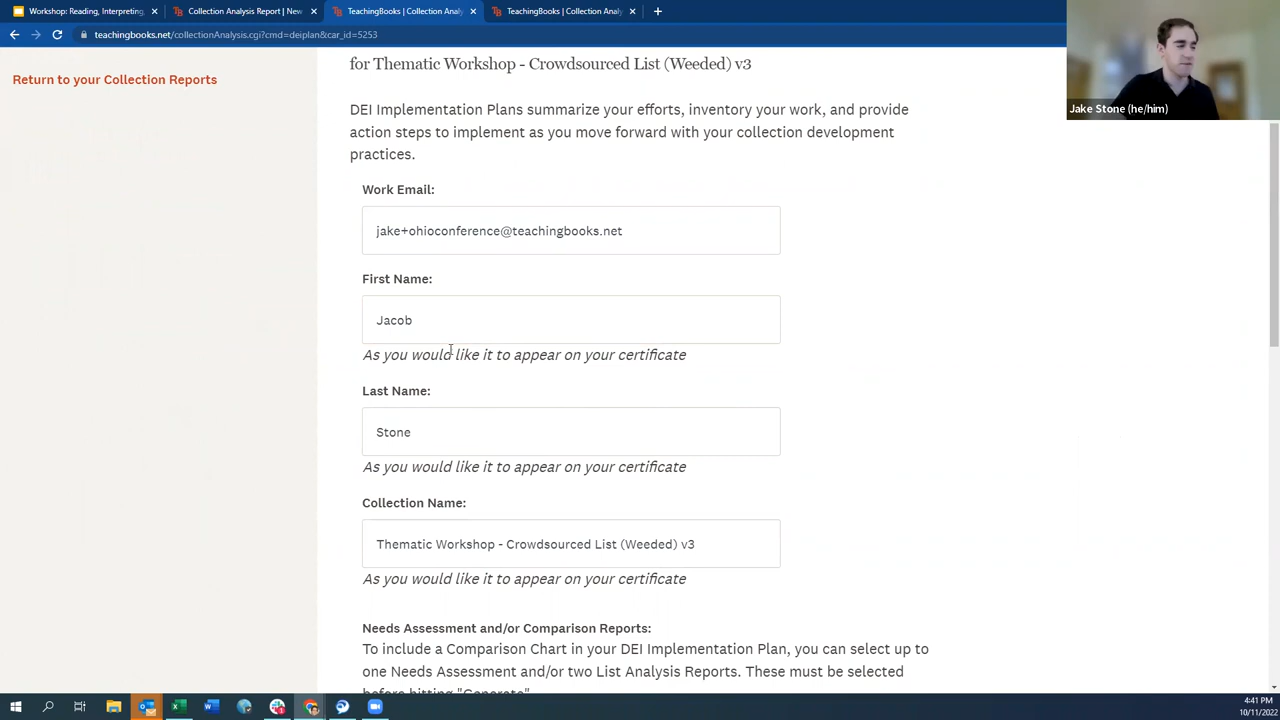 Workshop: Reading, Interpreting,
Collection Analysis Report | New
TeachingBooks | Collection Analy
TeachingBooks | Collection Analy
teachingbooks.net/collectionAnalysis.cgi?cmd=deiplan&car_id=5253
Jake Stone (he/him)
Return to your Collection Reports
for Thematic Workshop - Crowdsourced List (Weeded) v3
DEI Implementation Plans summarize your efforts, inventory your work, and provide
action steps to implement as you move forward with your collection development
practices.
Work Email:
jake+ohioconference@teachingbooks.net
First Name:
Jacob
As you would like it to appear on your certificate
Last Name:
Stone
As you would like it to appear on your certificate
Collection Name:
Thematic Workshop - Crowdsourced List (Weeded) v3
As you would like it to appear on your certificate
Needs Assessment and/or Comparison Reports:
To include a Comparison Chart in your DEI Implementation Plan, you can select up to
one Needs Assessment and/or two List Analysis Reports. These must be selected
before hitting "Generate"
4:41 PM
10/11/2022